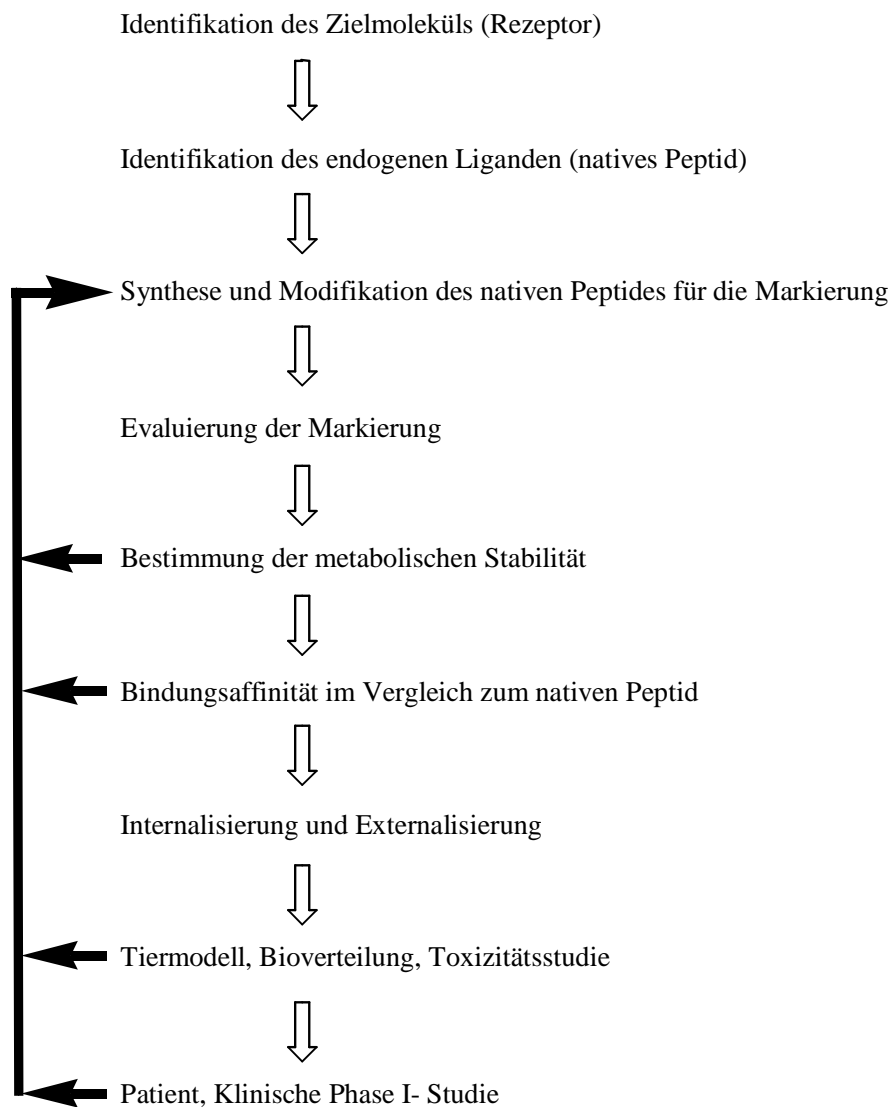 Identifikation des Zielmoleküls (Rezeptor)
Identifikation des endogenen Liganden (natives Peptid)
Synthese und Modifikation des nativen Peptides für die Markierung
Evaluierung der Markierung
Bestimmung der metabolischen Stabilität
Bindungsaffinität im Vergleich zum nativen Peptid
Internalisierung und Externalisierung
Tiermodell, Bioverteilung, Toxizitätsstudie
Patient, Klinische Phase I- Studie